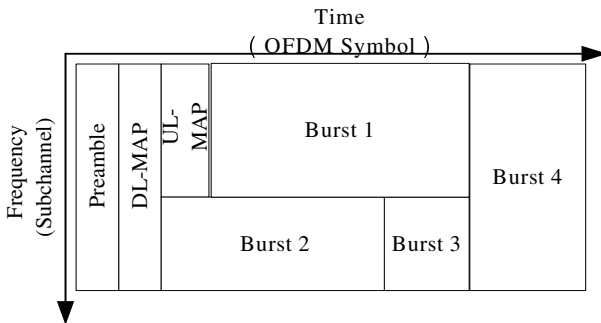 Time
( OFDM Symbol )
Frequency
(Subchannel)
Preamble
DL-MAP
UL-
MAP
Burst 1
Burst 2
Burst 3
Burst 4